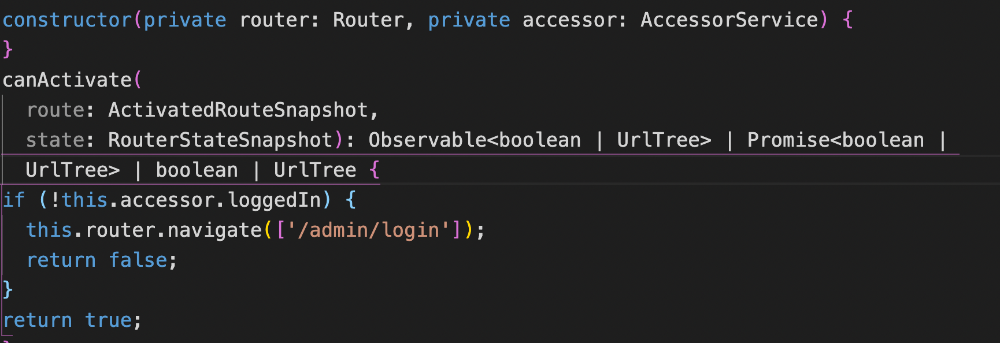 constructor(private router: Router, private accessor: AccessorService) {
}
canActivate(
  route: ActivatedRouteSnapshot,
  state: RouterStateSnapshot): Observable<boolean | UrlTree> | Promise<boolean |
  UrlTree> | boolean | UrlTree {
if (!this.accessor.loggedIn) {
  this.router.navigate(['/admin/login']);
  return false;
}
return true;
}